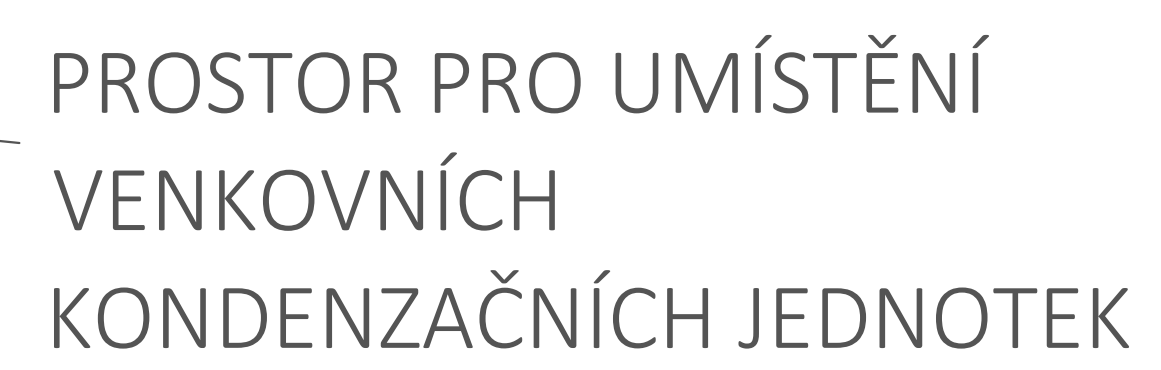 PROSTOR PRO UMÍSTĚNÍ
VENKOVNÍCH
KONDENZAČNÍCH JEDNOTEK